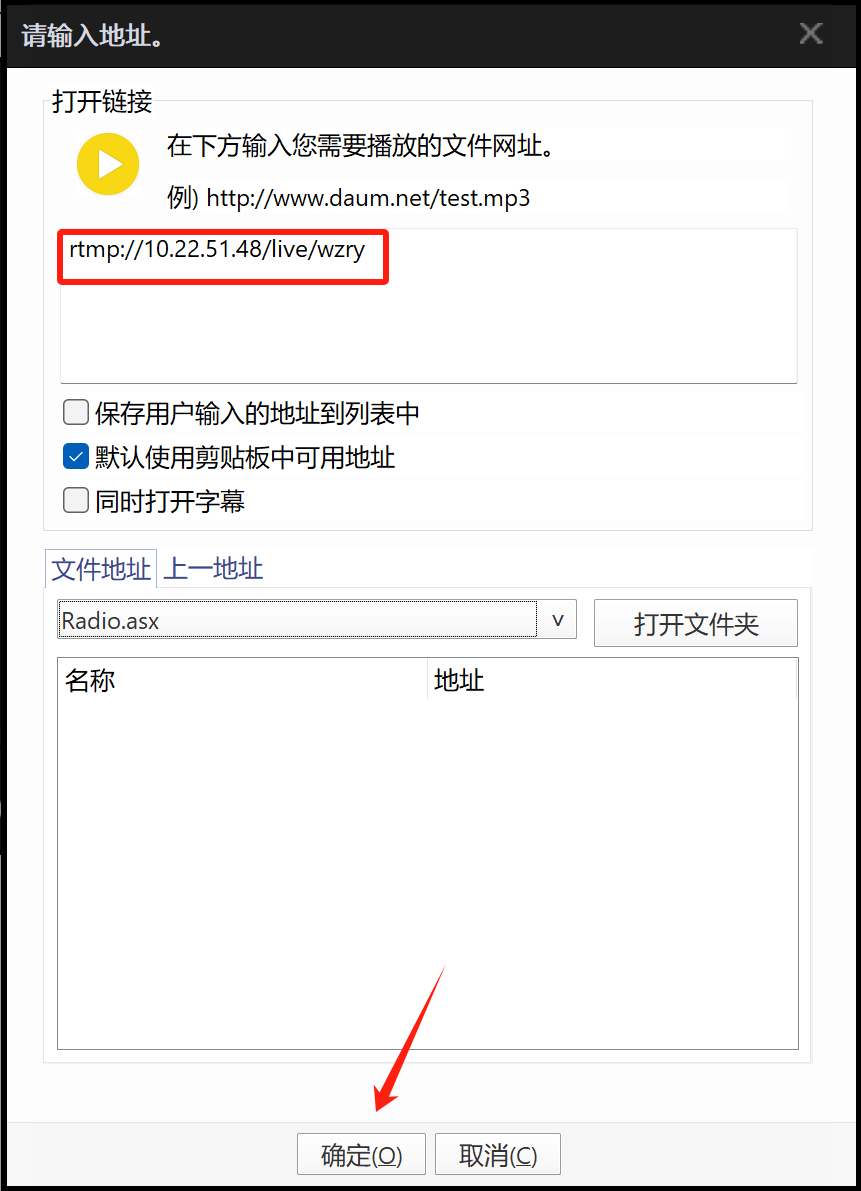 请输入地址。
打开链接
在下方输入您需要播放的文件网址。
例) http://www.daum.net/test.mp3
rtmp://10.22.51.48/live/wzry
保存用户输入的地址到列表中
默认使用剪贴板中可用地址
同时打开字幕
文件地址 上一地址
Radio.asx 打开文件夹
名称 地址
确定(O) 取消(C)